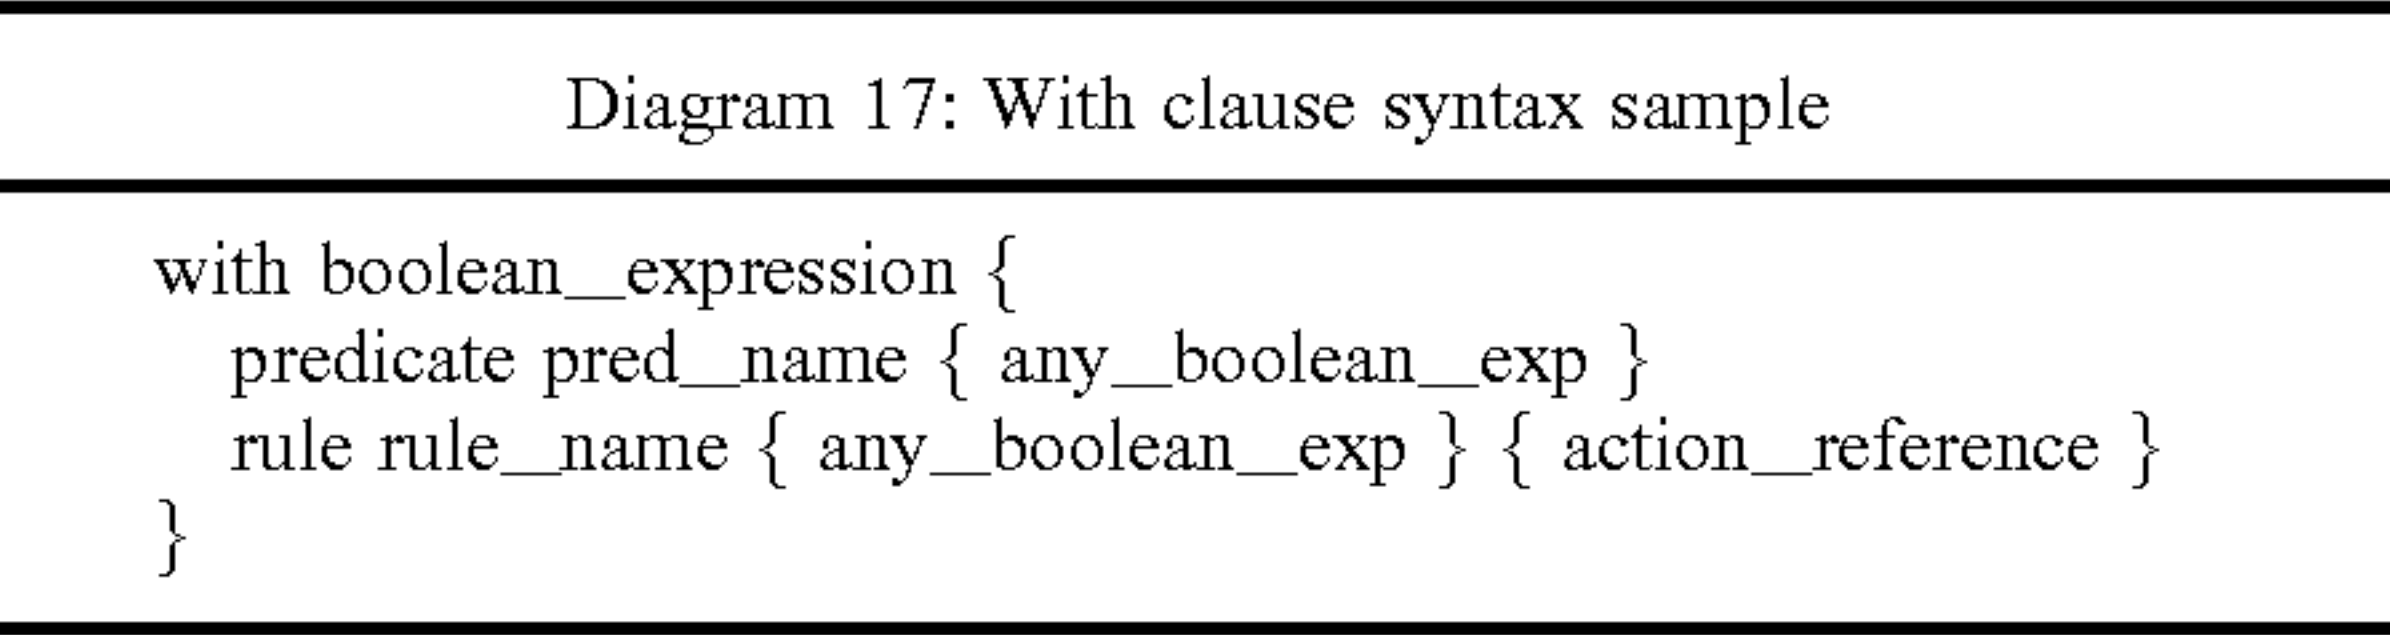 Diagram 17: With clause syntax sample
with boolean_expression {
predicate pred_name { any_boolean_exp }
rule rule_name { any_boolean_exp } { action_reference }
}